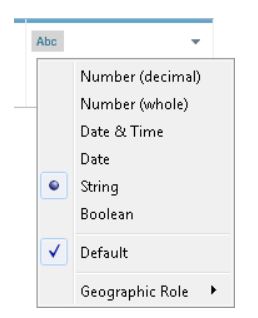 Abc
Number (decimal)
Number (whole)
Date & Time
Date
String
Boolean
Default
Geographic Role